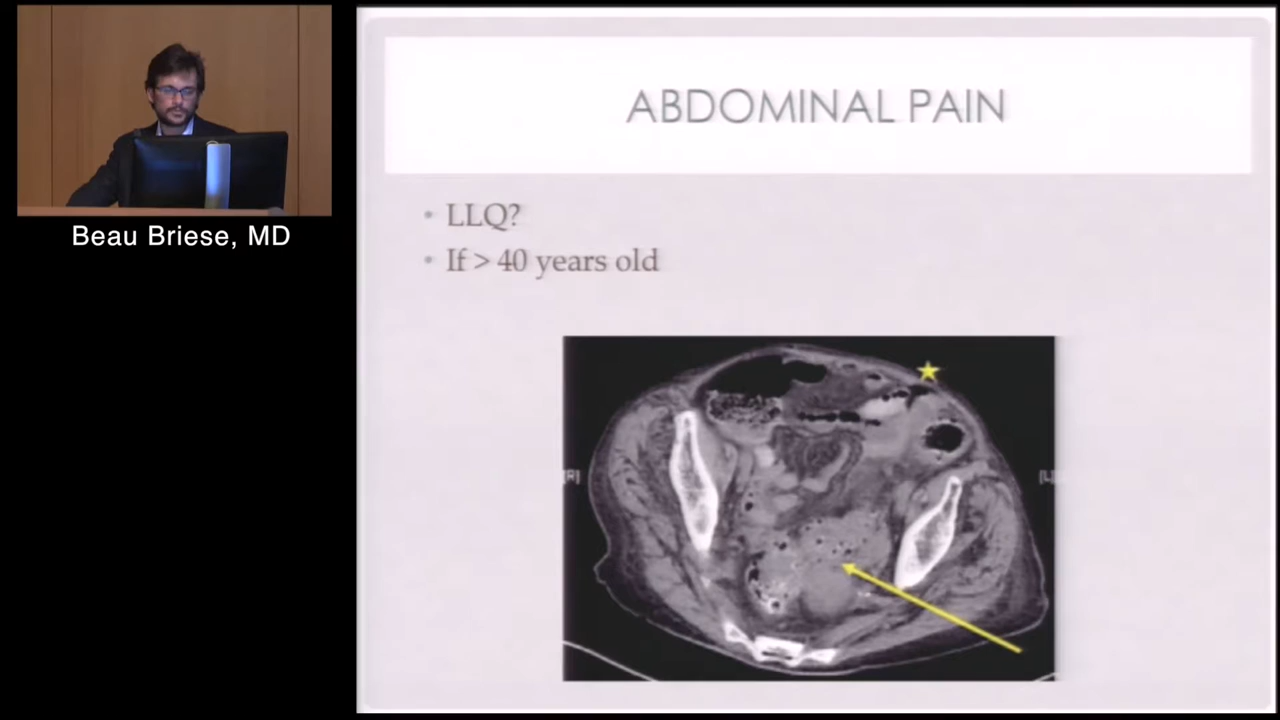 Beau Briese, MD
ABDOMINAL PAIN
• LLQ?
• If > 40 years old
[R]
[L]